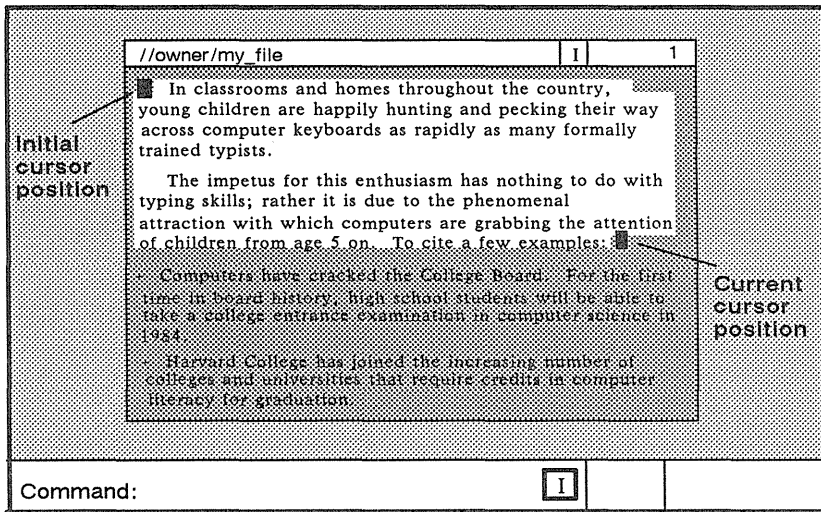 //owner/my_file I 1
In classrooms and homes throughout the country,
young children are happily hunting and pecking their way
across computer keyboards as rapidly as many formally
trained typists.
Initial
cursor
position
The impetus for this enthusiasm has nothing to do with
typing skills; rather it is due to the phenomenal
attraction with which computers are grabbing the attention
of children from age 5 on. To cite a few examples:
Current
cursor
position
- Computers have cracked the College Board. For the first
time in board history, high school students will be able to
take a college entrance examination in computer science in
1984.
- Harvard College has joined the increasing number of
colleges and universities that require credits in computer
literacy for graduation.
Command: I